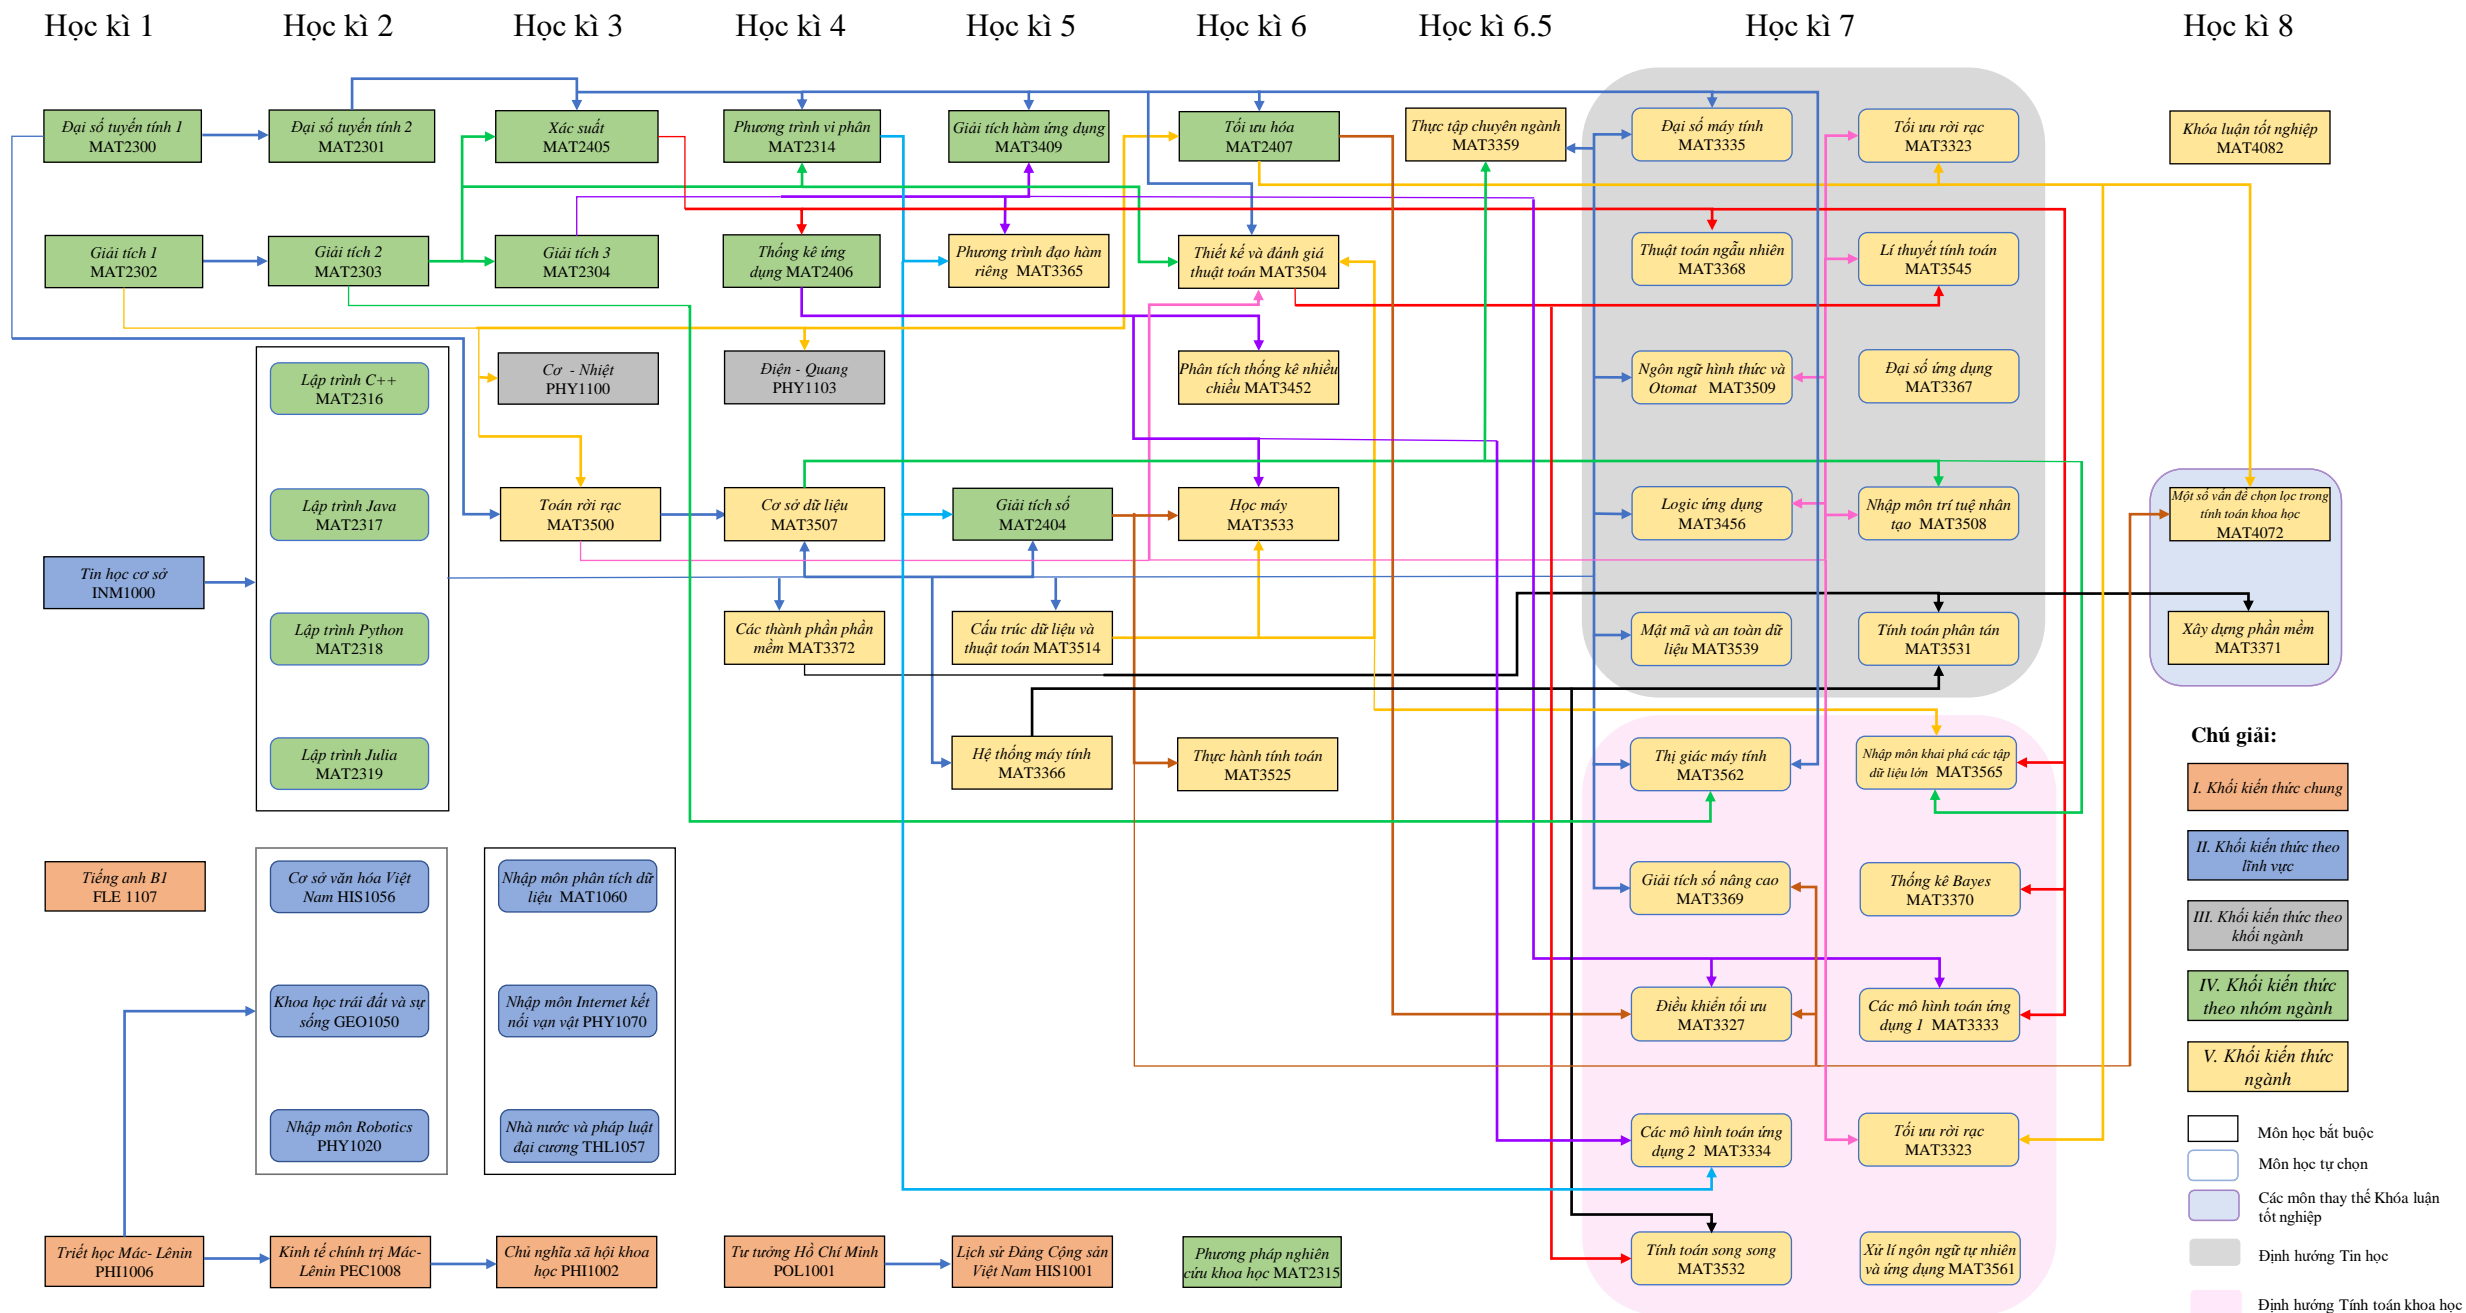 Học kì 1
Học kì 2
Học kì 3
Học kì 4
Học kì 5
Học kì 6
Học kì 6.5
Học kì 7
Học kì 8
Đại số tuyến tính 1
MAT2300
Đại số tuyến tính 2
MAT2301
Xác suất
MAT2405
Phương trình vi phân
MAT2314
Giải tích hàm ứng dụng
MAT3409
Tối ưu hóa
MAT2407
Thực tập chuyên ngành
MAT3359
Đại số máy tính
MAT3335
Tối ưu rời rạc
MAT3323
Khóa luận tốt nghiệp
MAT4082
Giải tích 1
MAT2302
Giải tích 2
MAT2303
Giải tích 3
MAT2304
Thống kê ứng
dụng MAT2406
Phương trình đạo hàm
riêng MAT3365
Thiết kế và đánh giá
thuật toán MAT3504
Thuật toán ngẫu nhiên
MAT3368
Lí thuyết tính toán
MAT3545
Lập trình C++
MAT2316
Cơ - Nhiệt
PHY1100
Điện - Quang
PHY1103
Phân tích thống kê nhiều
chiều MAT3452
Ngôn ngữ hình thức và
Otomat MAT3509
Đại số ứng dụng
MAT3367
Lập trình Java
MAT2317
Toán rời rạc
MAT3500
Cơ sở dữ liệu
MAT3507
Giải tích số
MAT2404
Học máy
MAT3533
Logic ứng dụng
MAT3456
Nhập môn trí tuệ nhân
tạo MAT3508
Một số vấn đề chọn lọc trong
tính toán khoa học
MAT4072
Tin học cơ sở
INM1000
Lập trình Python
MAT2318
Các thành phần phần
mềm MAT3372
Cấu trúc dữ liệu và
thuật toán MAT3514
Mật mã và an toàn dữ
liệu MAT3539
Tính toán phân tán
MAT3531
Xây dựng phần mềm
MAT3371
Lập trình Julia
MAT2319
Hệ thống máy tính
MAT3366
Thực hành tính toán
MAT3525
Thị giác máy tính
MAT3562
Nhập môn khai phá các tập
dữ liệu lớn MAT3565
Chú giải:
I. Khối kiến thức chung
II. Khối kiến thức theo
lĩnh vực
III. Khối kiến thức theo
khối ngành
IV. Khối kiến thức
theo nhóm ngành
V. Khối kiến thức
ngành
Môn học bắt buộc
Môn học tự chọn
Các môn thay thế Khóa luận
tốt nghiệp
Định hướng Tin học
Định hướng Tính toán khoa học
Tiếng anh B1
FLE 1107
Cơ sở văn hóa Việt
Nam HIS1056
Nhập môn phân tích dữ
liệu MAT1060
Giải tích số nâng cao
MAT3369
Thống kê Bayes
MAT3370
Khoa học trái đất và sự
sống GEO1050
Nhập môn Internet kết
nối vạn vật PHY1070
Điều khiển tối ưu
MAT3327
Các mô hình toán ứng
dụng 1 MAT3333
Nhập môn Robotics
PHY1020
Nhà nước và pháp luật
đại cương THL1057
Các mô hình toán ứng
dụng 2 MAT3334
Tối ưu rời rạc
MAT3323
Triết học Mác- Lênin
PHI1006
Kinh tế chính trị Mác-
Lênin PEC1008
Chủ nghĩa xã hội khoa
học PHI1002
Tư tưởng Hồ Chí Minh
POL1001
Lịch sử Đảng Cộng sản
Việt Nam HIS1001
Phương pháp nghiên
cứu khoa học MAT2315
Tính toán song song
MAT3532
Xử lí ngôn ngữ tự nhiên
và ứng dụng MAT3561